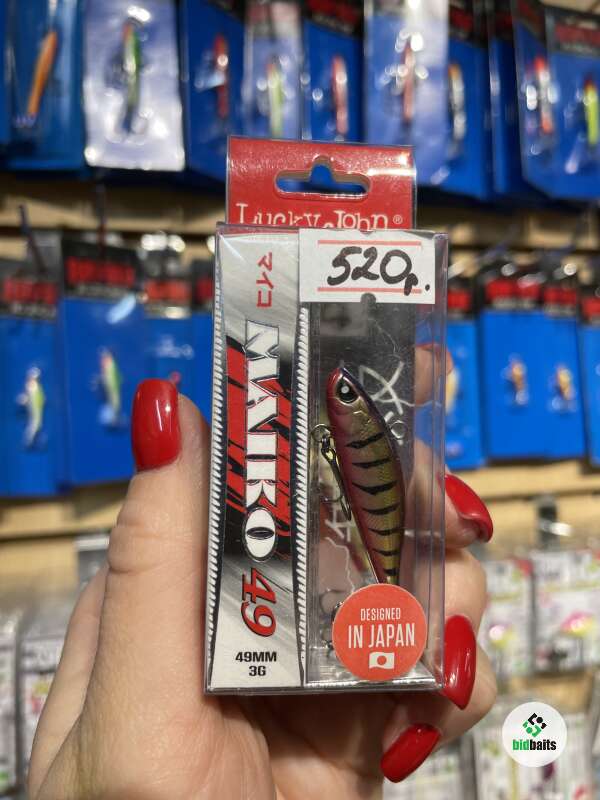 Lucky John®
520р.
マイコ
MAIKO 49
49MM
3G
DESIGNED
IN JAPAN
bidbaits